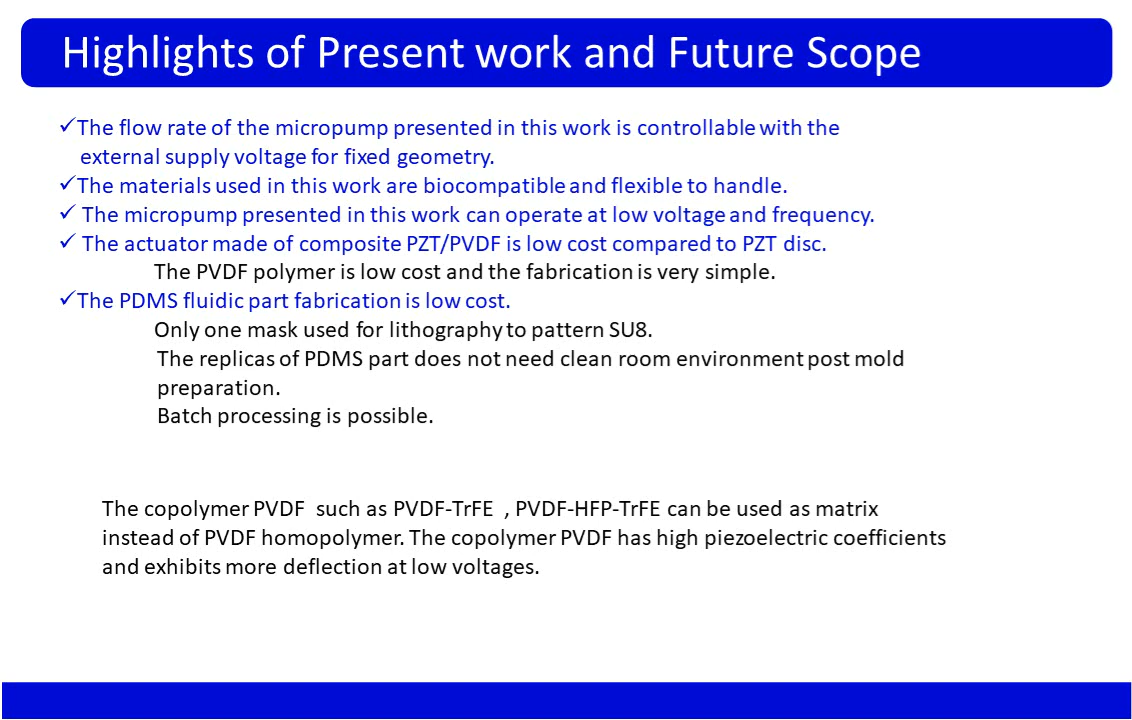 Highlights of Present work and Future Scope
✓The flow rate of the micropump presented in this work is controllable with the
external supply voltage for fixed geometry.
✓The materials used in this work are biocompatible and flexible to handle.
✓ The micropump presented in this work can operate at low voltage and frequency.
✓ The actuator made of composite PZT/PVDF is low cost compared to PZT disc.
The PVDF polymer is low cost and the fabrication is very simple.
✓The PDMS fluidic part fabrication is low cost.
Only one mask used for lithography to pattern SU8.
The replicas of PDMS part does not need clean room environment post mold
preparation.
Batch processing is possible.
The copolymer PVDF such as PVDF-TrFE , PVDF-HFP-TrFE can be used as matrix
instead of PVDF homopolymer. The copolymer PVDF has high piezoelectric coefficients
and exhibits more deflection at low voltages.